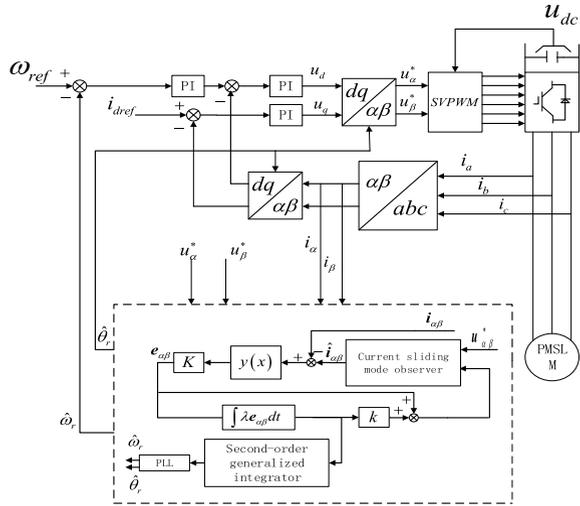 u_dc
ω_ref + −
PI PI u_d dq αβ u_α^* SVPWM
i_dref + − − PI u_q u_β^*
dq αβ αβ abc i_a
i_b
i_c
u_α^* u_β^* i_α i_β
θ̂_r
ω̂_r
i_αβ
e_αβ K y(x) + − î_αβ Current sliding mode observer u_αβ^*
PMSL
M
∫λe_αβdt k + +
Second-order
generalized
integrator
PLL ω̂_r
θ̂_r